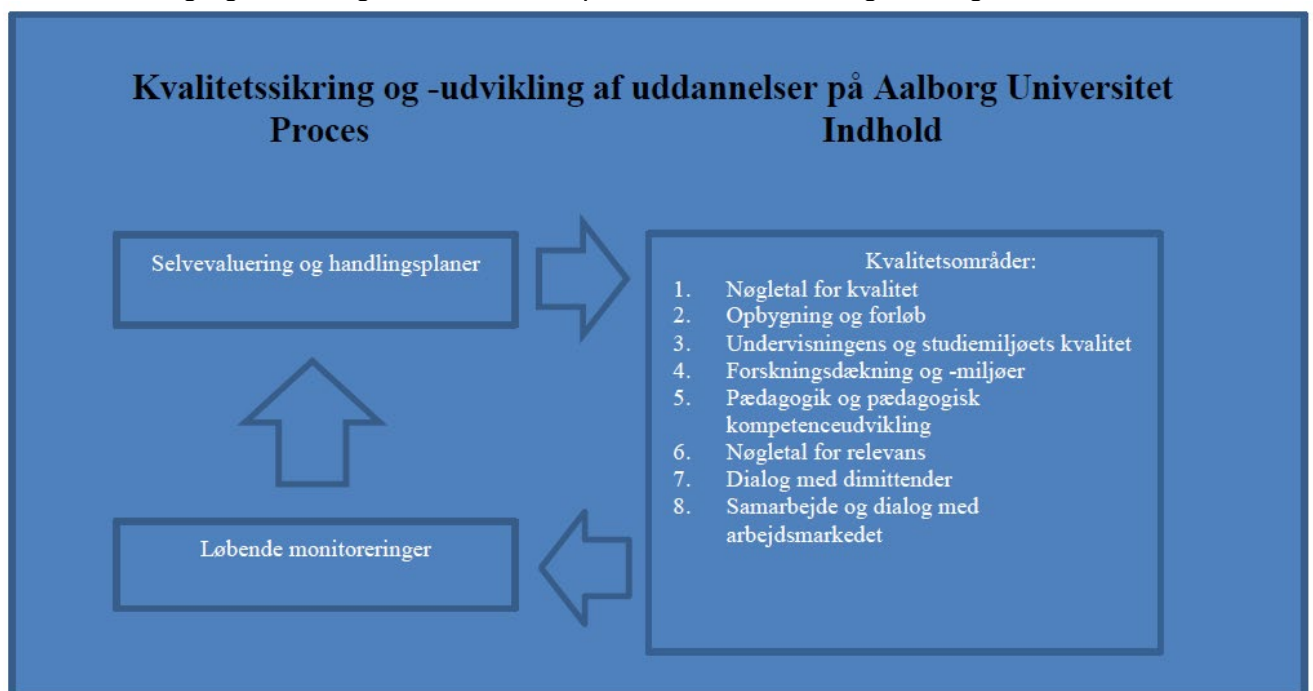 Kvalitetssikring og -udvikling af uddannelser på Aalborg Universitet
Proces Indhold
Selvevaluering og handlingsplaner
Kvalitetsområder:
1. Nøgletal for kvalitet
2. Opbygning og forløb
3. Undervisningens og studiemiljøets kvalitet
4. Forskningsdækning og -miljøer
5. Pædagogik og pædagogisk
kompetenceudvikling
6. Nøgletal for relevans
7. Dialog med dimittender
8. Samarbejde og dialog med
arbejdsmarkedet
Løbende monitoreringer